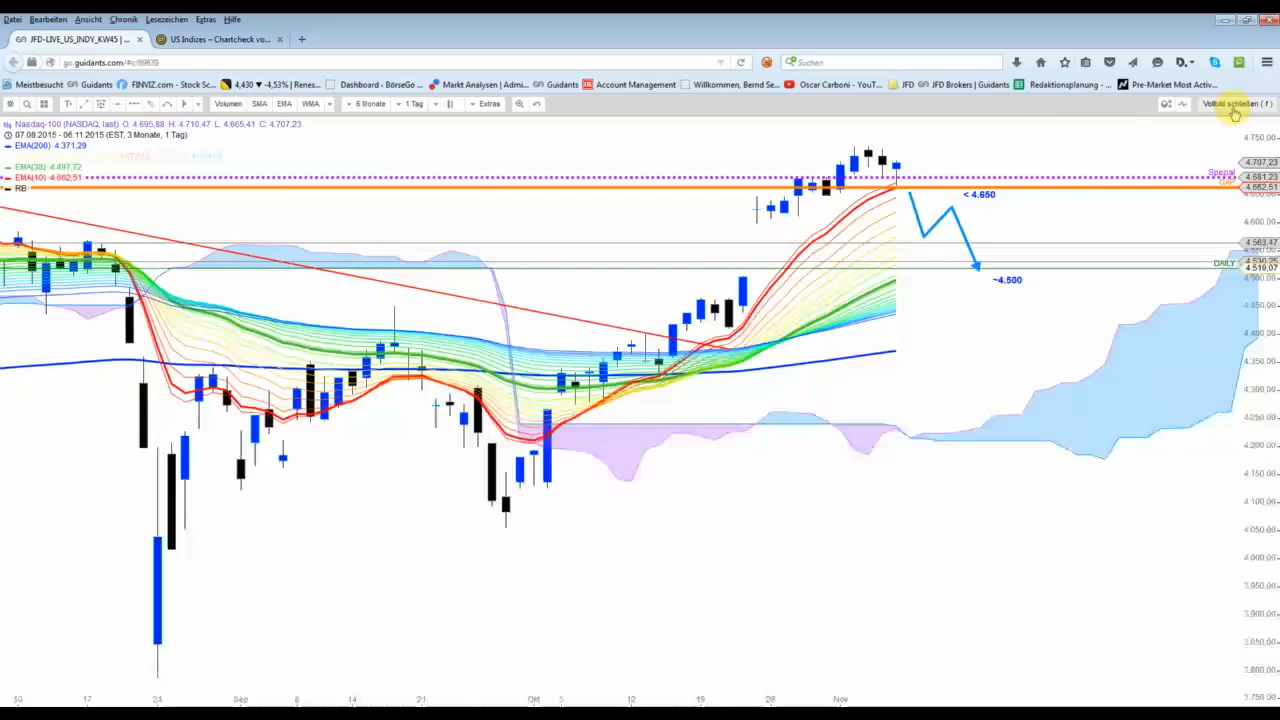 Datei Bearbeiten Ansicht Chronik Lesezeichen Extras Hilfe
JFD-LIVE_US_INDY_KW45 | ... US Indizes – Chartcheck vo...
go.guidants.com/#c/89839 Suchen
Meistbesucht Guidants FINVIZ.com - Stock Sc... 4,430 ▼ -4,53% | Renes... Dashboard - BörseGo ... Markt Analysen | Admi... Guidants Account Management Willkommen, Bernd Se... Oscar Carboni - YouT... JFD JFD Brokers | Guidants Redaktionsplanung - ... Pre-Market Most Activ...
Volumen SMA EMA WMA 6 Monate 1 Tag Extras Vollbild schließen ( f )
Nasdaq-100 (NASDAQ, last) O: 4.695,88 H: 4.710,47 L: 4.665,41 C: 4.707,23
07.08.2015 - 06.11.2015 (EST, 3 Monate, 1 Tag)
EMA(200) 4.371,29
EMA(38) 4.497,72
EMA(10) 4.662,51
RB
4.750,00
4.707,23
Spezial 4.681,23
GAP 4.662,51
< 4.650
4.600,00
4.563,47
DAILY
4.519,07
~4.500
4.480,00
4.400,00
4.350,00
4.300,00
4.250,00
4.200,00
4.150,00
4.100,00
4.050,00
4.000,00
3.950,00
3.900,00
3.850,00
3.800,00
3.750,00
17 24 Sep 8 14 21 Okt 5 12 19 26 Nov